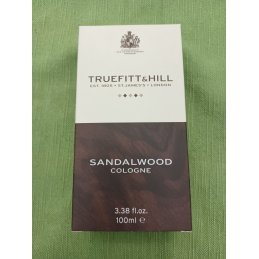 TRUEFITT&HILL
EST. 1805 • ST.JAMES'S • LONDON
SANDALWOOD
COLOGNE
3.38 fl.oz.
100ml ℮